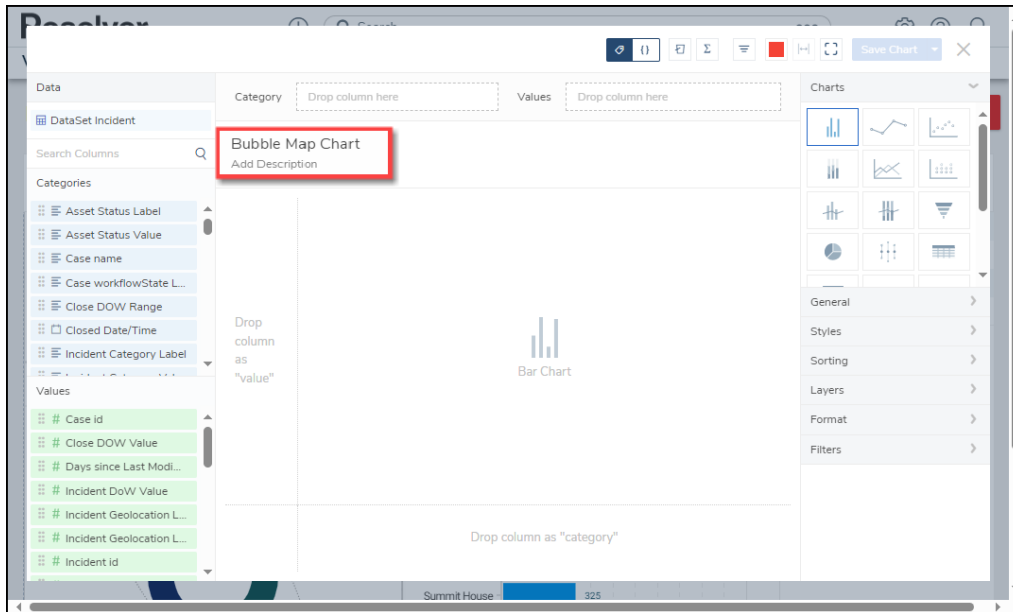 Resolver
Search
Save Chart
Data
DataSet Incident
Search Columns
Categories
Asset Status Label
Asset Status Value
Case name
Case workflowState L...
Close DOW Range
Closed Date/Time
Incident Category Label
Values
# Case id
# Close DOW Value
# Days since Last Modi...
# Incident DoW Value
# Incident Geolocation L...
# Incident Geolocation L...
# Incident id
Category
Drop column here
Values
Drop column here
Bubble Map Chart
Add Description
Drop
column
as
"value"
Bar Chart
Drop column as "category"
Charts
General
Styles
Sorting
Layers
Format
Filters
Summit House
325